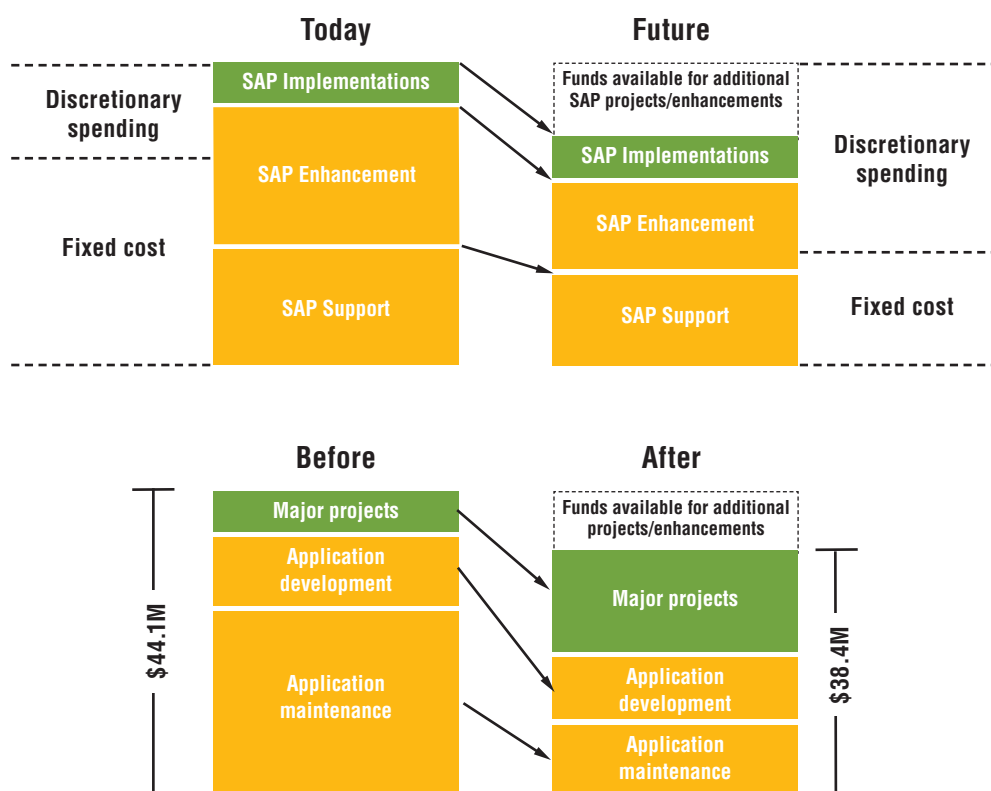 Today
Future
SAP Implementations
Funds available for additional
SAP projects/enhancements
Discretionary
spending
SAP Implementations
Discretionary
spending
SAP Enhancement
SAP Enhancement
Fixed cost
SAP Support
SAP Support
Fixed cost
Before
After
Major projects
Funds available for additional
projects/enhancements
Application
development
Major projects
$44.1M
$38.4M
Application
maintenance
Application
development
Application
maintenance